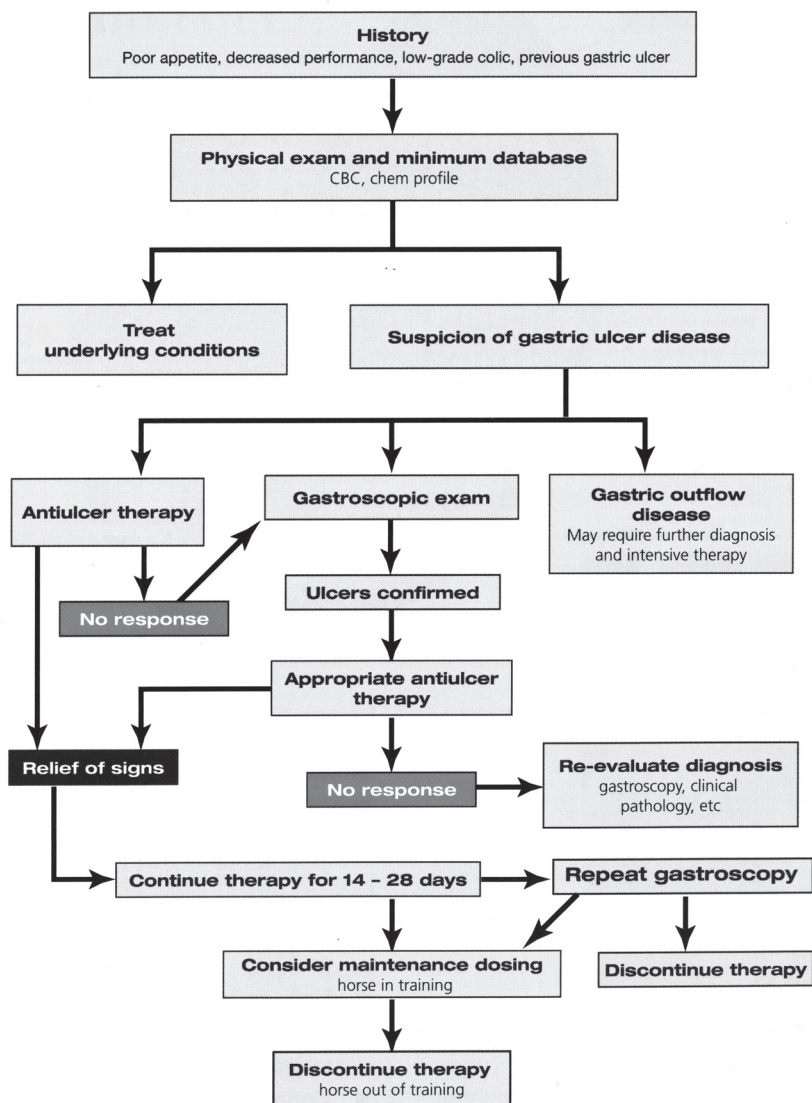 History
Poor appetite, decreased performance, low-grade colic, previous gastric ulcer
Physical exam and minimum database
CBC, chem profile
Treat
underlying conditions
Suspicion of gastric ulcer disease
Antiulcer therapy
Gastroscopic exam
Gastric outflow
disease
May require further diagnosis
and intensive therapy
No response
Ulcers confirmed
Appropriate antiulcer
therapy
Relief of signs
No response
Re-evaluate diagnosis
gastroscopy, clinical
pathology, etc
Continue therapy for 14 – 28 days
Repeat gastroscopy
Consider maintenance dosing
horse in training
Discontinue therapy
Discontinue therapy
horse out of training